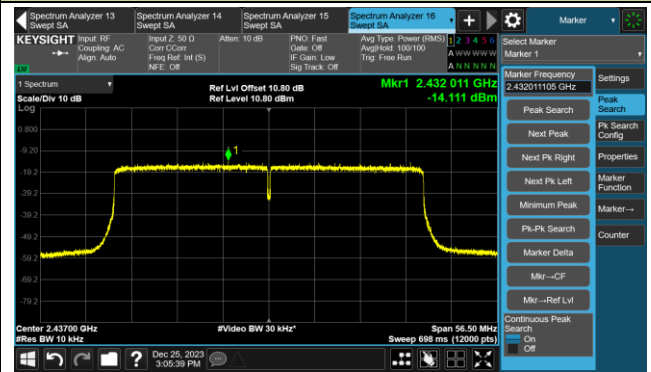 Spectrum Analyzer 13
Swept SA
Spectrum Analyzer 14
Swept SA
Spectrum Analyzer 15
Swept SA
Spectrum Analyzer 16
Swept SA
Marker
KEYSIGHT
Input: RF
Coupling: AC
Align: Auto
Input Z: 50 Ω
Corr CCorr
Freq Ref: Int (S)
NFE: Off
Atten: 10 dB
PNO: Fast
Gate: Off
IF Gain: Low
Sig Track: Off
Avg Type: Power (RMS)
Avg|Hold: 100/100
Trig: Free Run
1 2 3 4 5 6
A W W W W W
A N N N N N
Select Marker
Marker 1
1 Spectrum
Scale/Div 10 dB
Log
Ref Lvl Offset 10.80 dB
Ref Level 10.80 dBm
Mkr1 2.432 011 GHz
-14.111 dBm
1
0.800
-9.20
-19.2
-29.2
-39.2
-49.2
-59.2
-69.2
-79.2
Center 2.43700 GHz
#Res BW 10 kHz
#Video BW 30 kHz*
Span 56.50 MHz
Sweep 698 ms (12000 pts)
Marker Frequency
2.432011105 GHz
Peak Search
Next Peak
Next Pk Right
Next Pk Left
Minimum Peak
Pk-Pk Search
Marker Delta
Mkr→CF
Mkr→Ref Lvl
Continuous Peak
Search
On
Off
Settings
Peak
Search
Pk Search
Config
Properties
Marker
Function
Marker→
Counter
Dec 25, 2023
3:05:39 PM